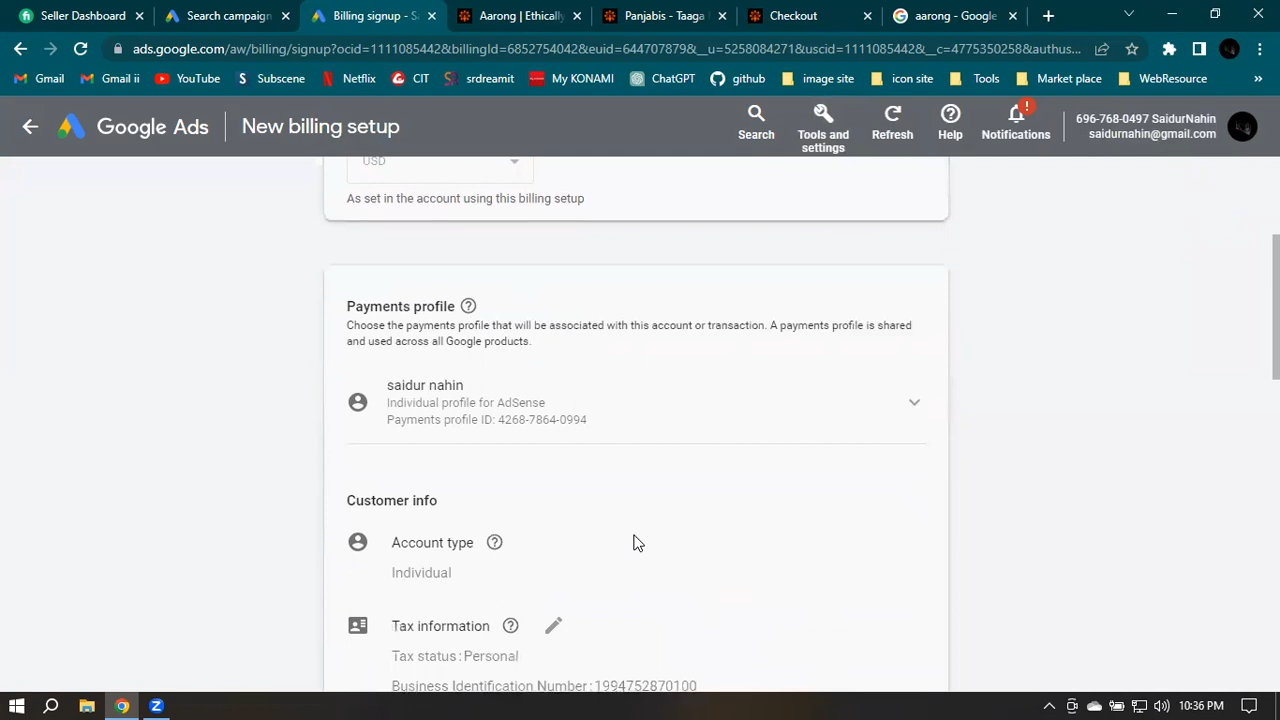 Seller Dashboard
Search campaign
Billing signup - S
Aarong | Ethically
Panjabis - Taaga
Checkout
aarong - Google
ads.google.com/aw/billing/signup?ocid=1111085442&billingId=6852754042&euid=6447078779&__u=5258084271&uscid=1111085442&__c=4775350258&authus...
Gmail
Gmail ii
YouTube
Subscene
Netflix
CIT
srdreamit
My KONAMI
ChatGPT
github
image site
icon site
Tools
Market place
WebResource
»
Google Ads
New billing setup
Search
Tools and
settings
Refresh
Help
Notifications
696-768-0497 SaidurNahin
saidurnahin@gmail.com
USD
As set in the account using this billing setup
Payments profile
Choose the payments profile that will be associated with this account or transaction. A payments profile is shared
and used across all Google products.
saidur nahin
Individual profile for AdSense
Payments profile ID: 4268-7864-0994
Customer info
Account type
Individual
Tax information
Tax status: Personal
Business Identification Number: 1994752870100
10:36 PM